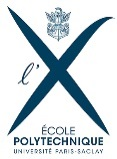 l'X
ÉCOLE
POLYTECHNIQUE
UNIVERSITÉ PARIS-SACLAY